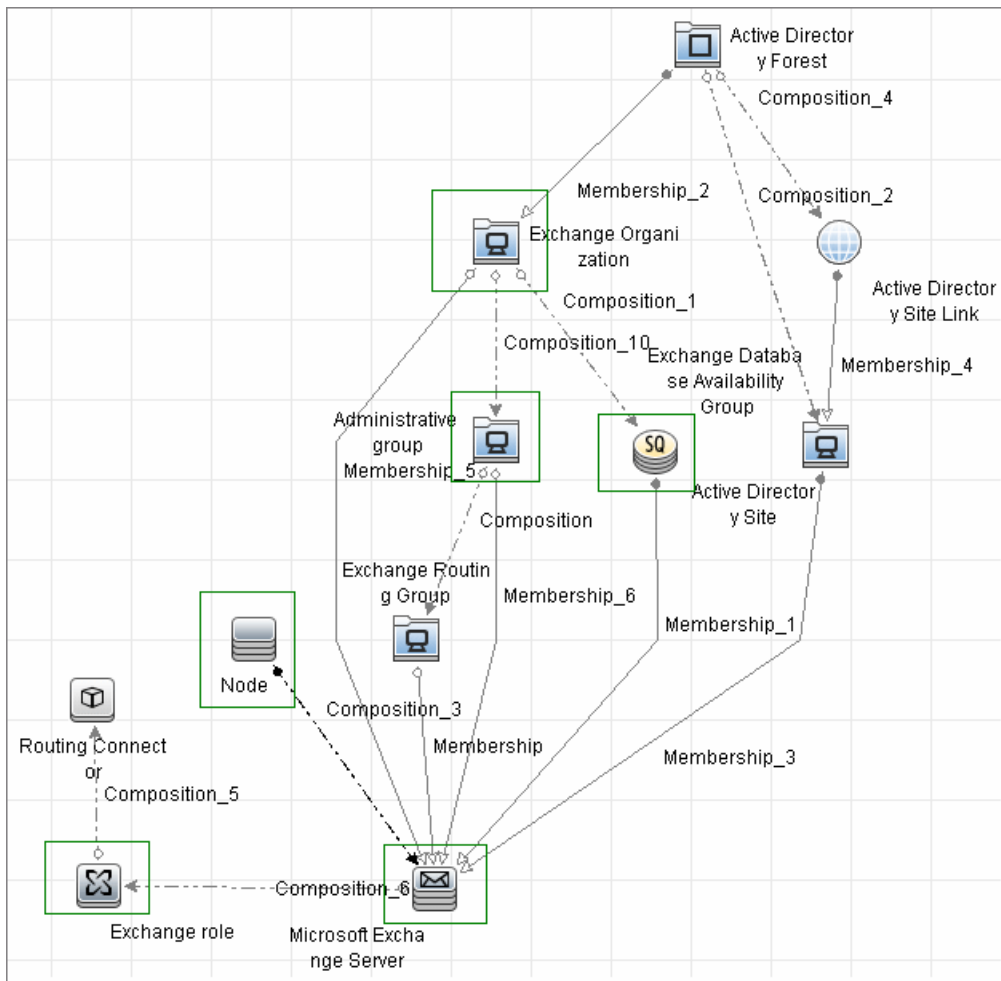 Active Director
y Forest
Composition_4
Membership_2
Composition_2
Exchange Organi
zation
Composition_1
Active Director
y Site Link
Composition_10
Exchange Databa
se Availability
Group
Membership_4
Administrative
group
Membership_5
SQ
Active Director
y Site
Composition
Exchange Routin
g Group
Membership_6
Membership_1
Node
Composition_3
Routing Connect
or
Membership
Membership_3
Composition_5
Composition_6
Exchange role
Microsoft Excha
nge Server